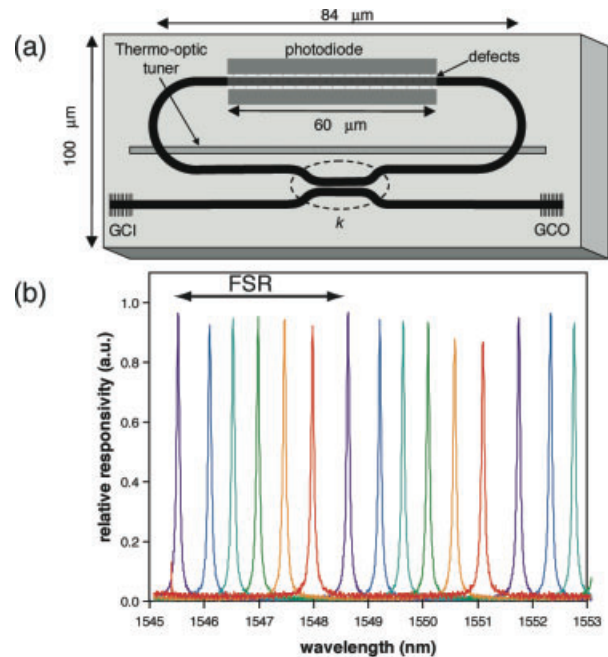 (a)
84 μm
100 μm
Thermo-optic
tuner
photodiode
defects
60 μm
k
GCI
GCO
(b)
FSR
relative responsivity (a.u.)
1.0
0.8
0.6
0.4
0.2
0.0
1545 1546 1547 1548 1549 1550 1551 1552 1553
wavelength (nm)